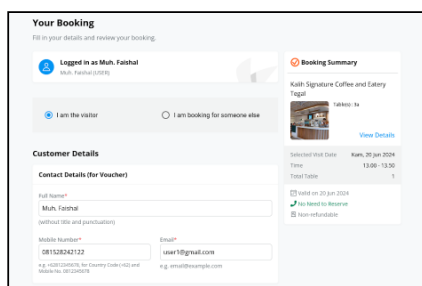 Your Booking
Fill in your details and review your booking.
Logged in as Muh. Faishal
Muh. Faishal (USER)
I am the visitor
I am booking for someone else
Customer Details
Contact Details (for Voucher)
Full Name*
Muh. Faishal
(without title and punctuation)
Mobile Number*
081528242122
e.g. +62812345678, for Country Code (+62) and
Mobile No. 0812345678
Email*
user1@gmail.com
e.g. email@example.com
Booking Summary
Kalih Signature Coffee and Eatery
Tegal
View Details
Selected Visit Date Kam, 20 Jun 2024
Time 13.00 - 13.50
Total Table 1
Valid on 20 Jun 2024
No Need to Reserve
Non-refundable